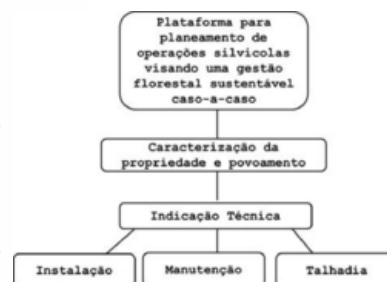 Plataforma para
planeamento de
operações silvicolas
visando uma gestão
florestal sustentável
caso-a-caso
Caracterização da
propriedade e povoamento
Indicação Técnica
Instalação
Manutenção
Talhadia